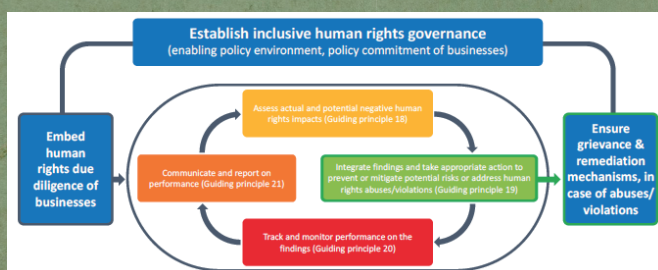 Establish inclusive human rights governance
(enabling policy environment, policy commitment of businesses)
Embed
human
rights due
diligence of
businesses
Assess actual and potential negative human
rights impacts (Guiding principle 18)
Communicate and report on
performance (Guiding principle 21)
Integrate findings and take appropriate action to
prevent or mitigate potential risks or address human
rights abuses/violations (Guiding principle 19)
Track and monitor performance on the
findings (Guiding principle 20)
Ensure
grievance &
remediation
mechanisms, in
case of abuses/
violations